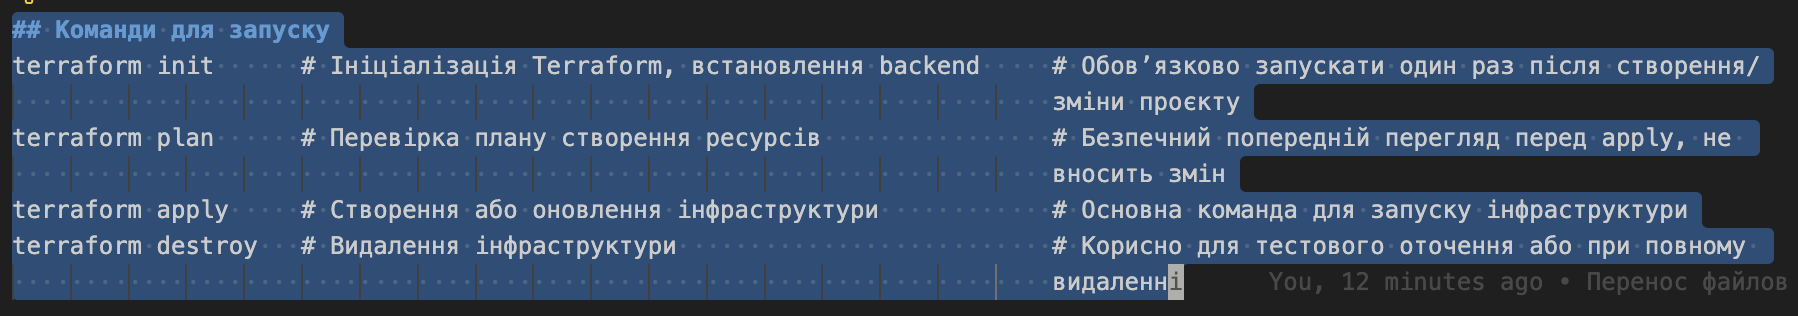 ## Команди для запуску
terraform init      # Ініціалізація Terraform, встановлення backend     # Обов’язково запускати один раз після створення/
зміни проєкту
terraform plan      # Перевірка плану створення ресурсів                # Безпечний попередній перегляд перед apply, не
вносить змін
terraform apply     # Створення або оновлення інфраструктури            # Основна команда для запуску інфраструктури
terraform destroy   # Видалення інфраструктури                          # Корисно для тестового оточення або при повному
видаленні      You, 12 minutes ago • Перенос файлов